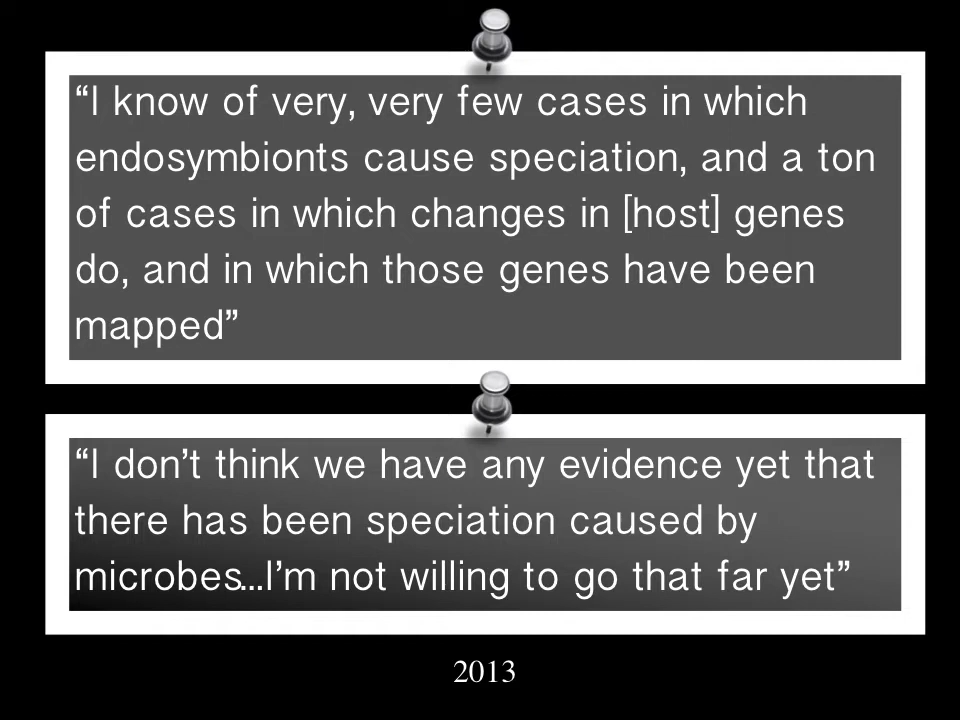 “I know of very, very few cases in which
endosymbionts cause speciation, and a ton
of cases in which changes in [host] genes
do, and in which those genes have been
mapped”
“I don’t think we have any evidence yet that
there has been speciation caused by
microbes...I’m not willing to go that far yet”
2013